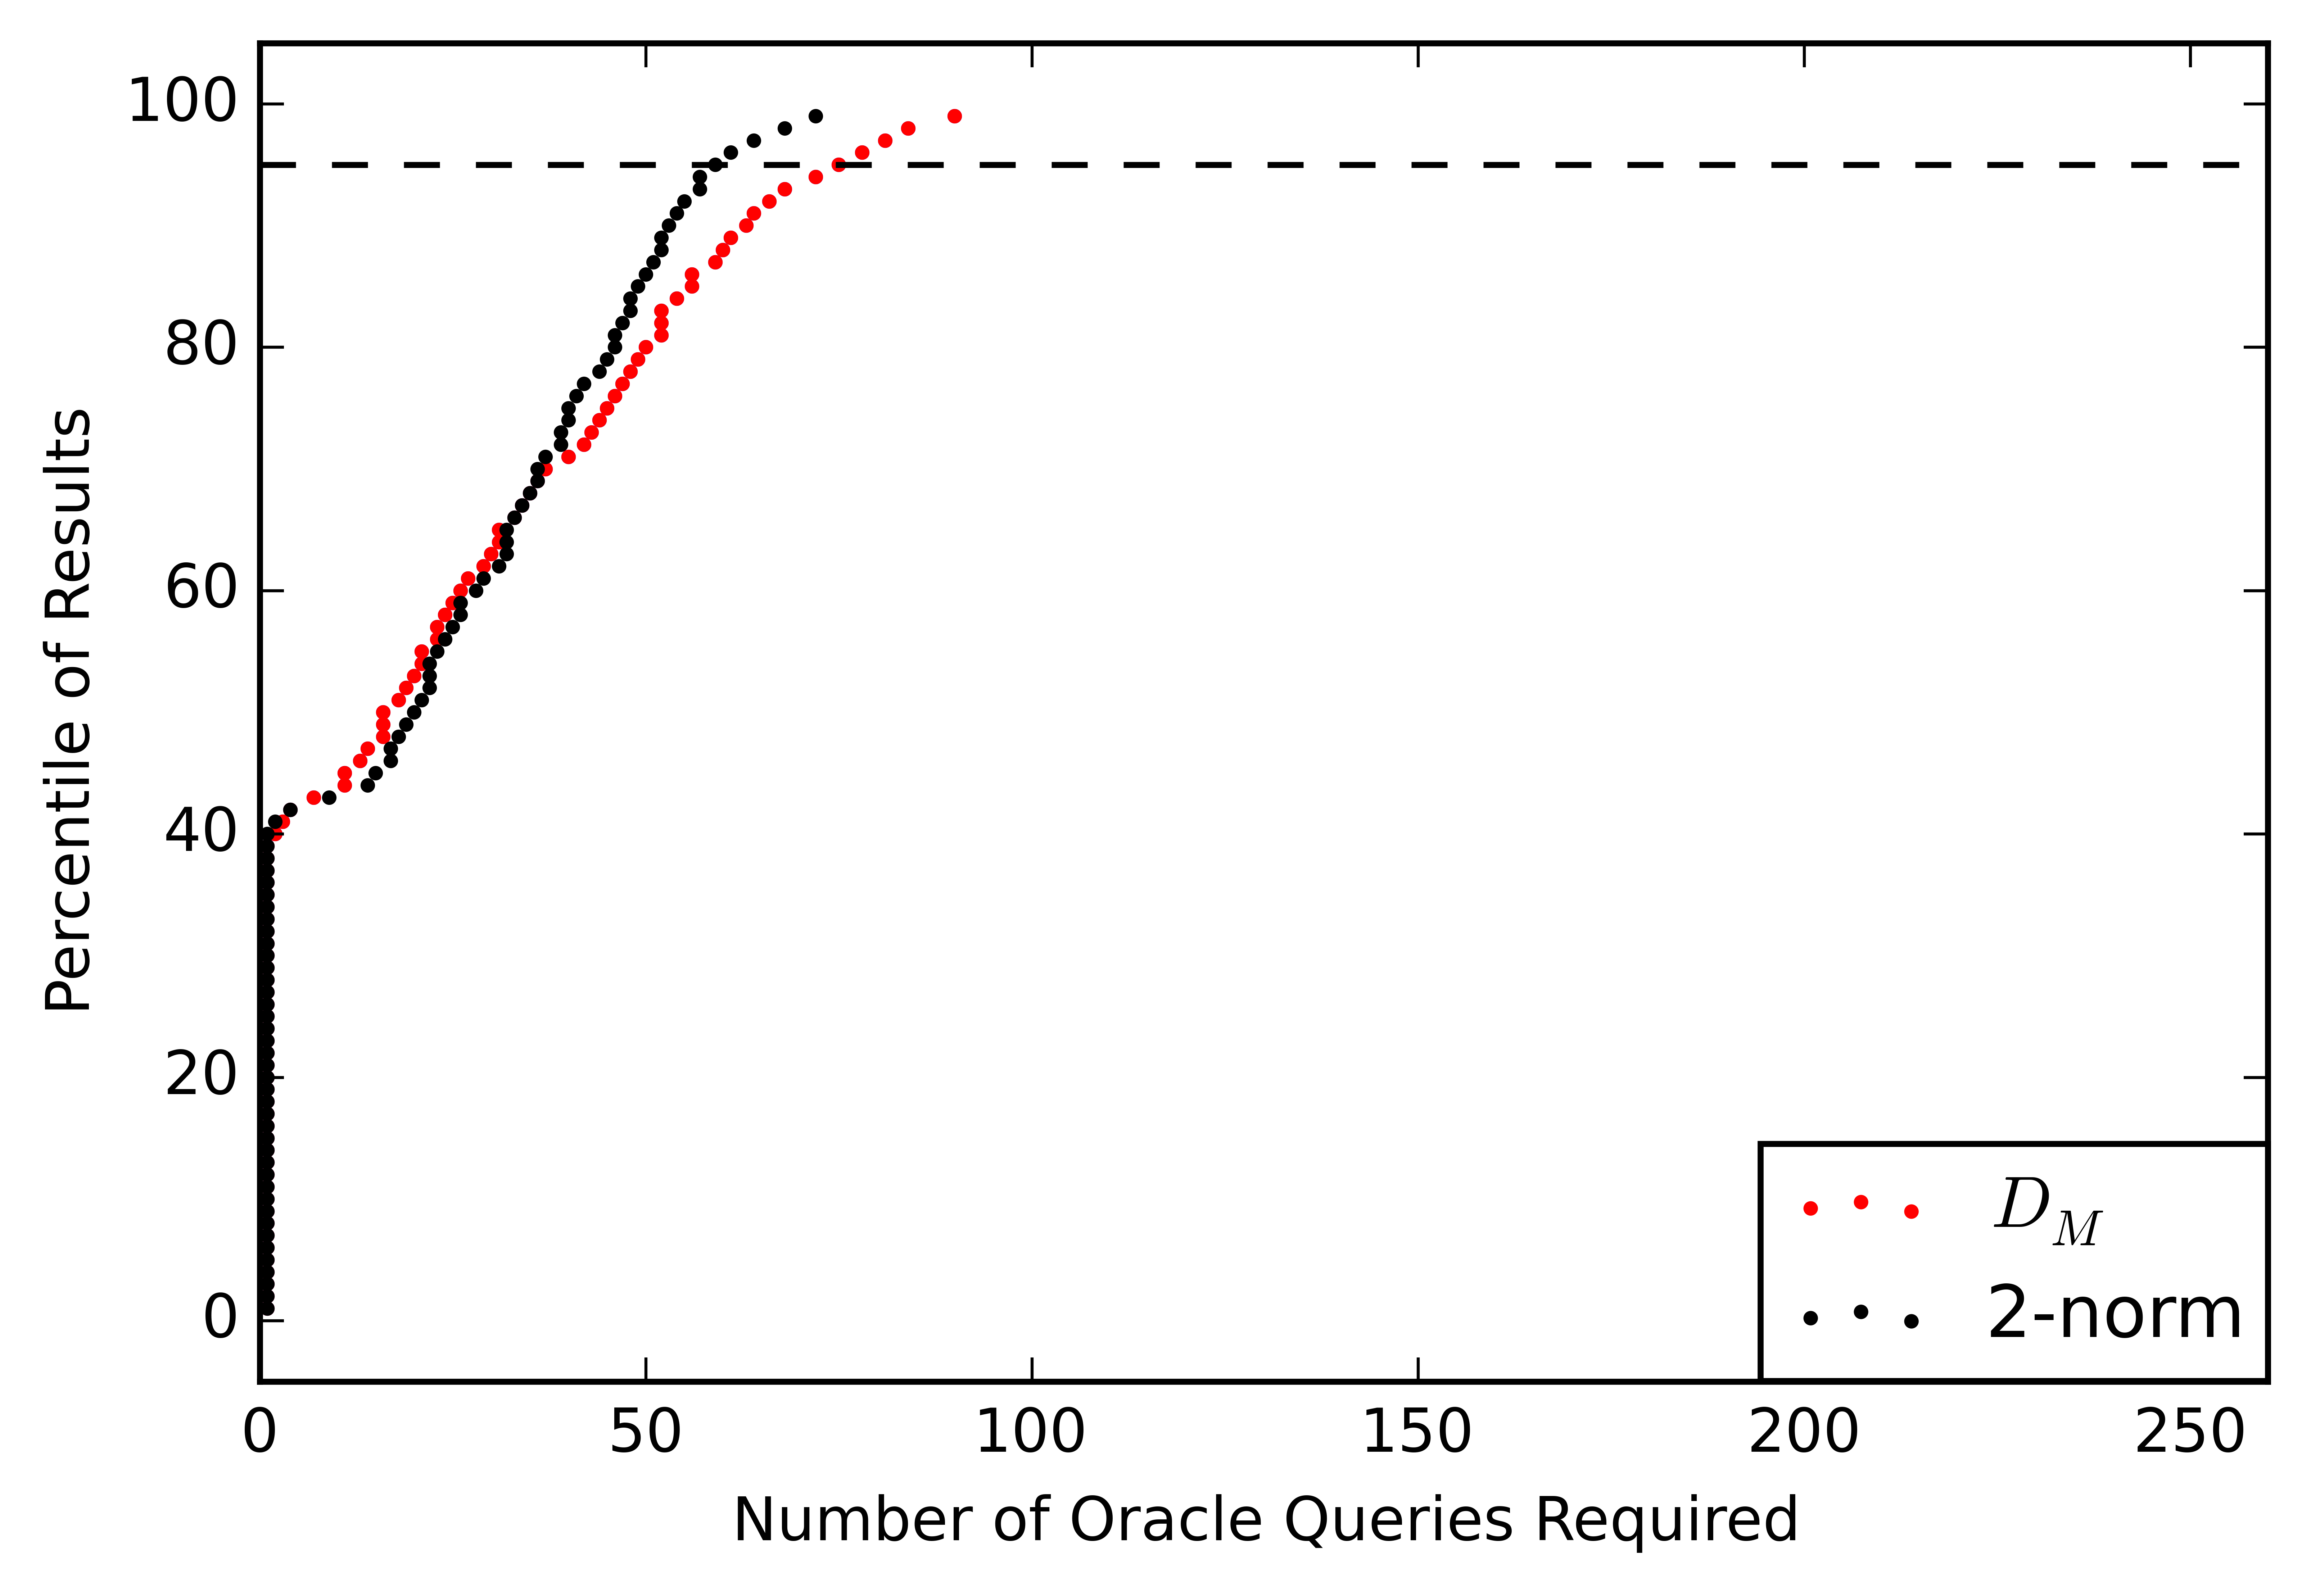 100
80
60
40
20
0
Percentile of Results
0 50 100 150 200 250
Number of Oracle Queries Required
D_M
2-norm